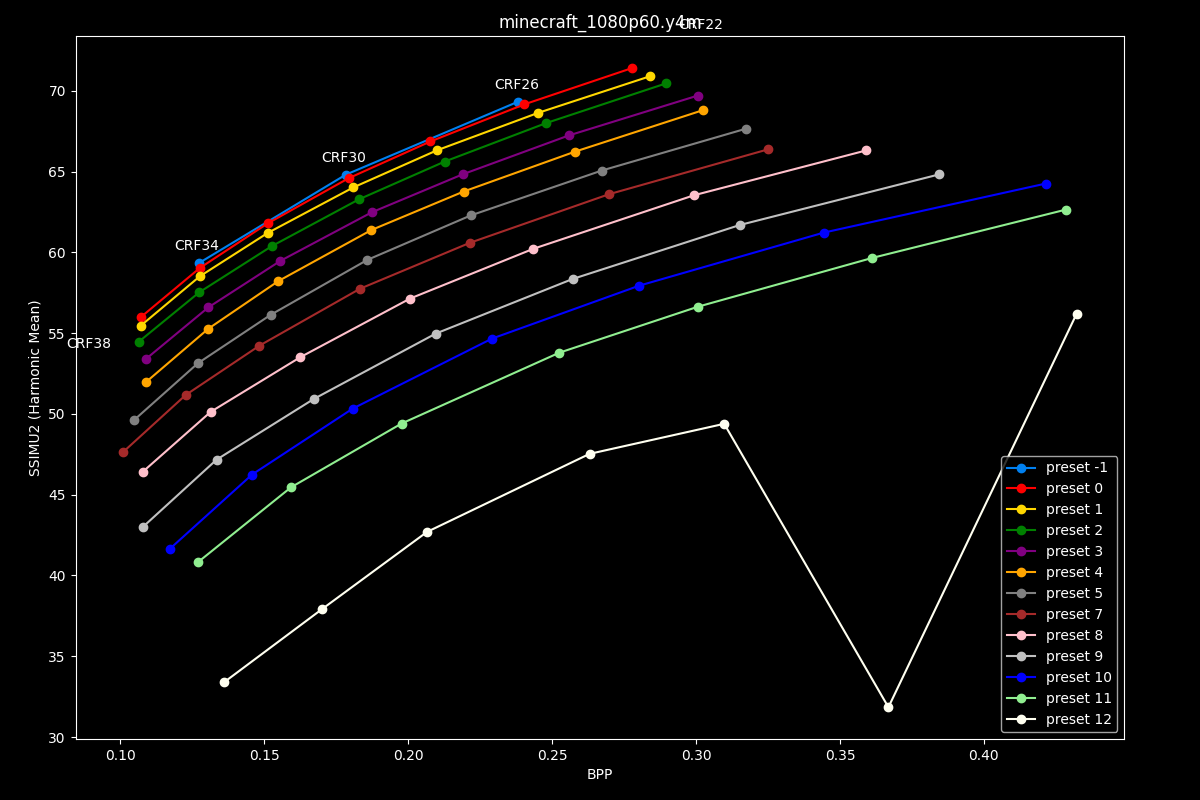 minecraft_1080p60.y4m
CRF22
CRF26
CRF30
CRF34
CRF38
SSIMU2 (Harmonic Mean)
70
65
60
55
50
45
40
35
30
0.10
0.15
0.20
0.25
0.30
0.35
0.40
BPP
preset -1
preset 0
preset 1
preset 2
preset 3
preset 4
preset 5
preset 7
preset 8
preset 9
preset 10
preset 11
preset 12